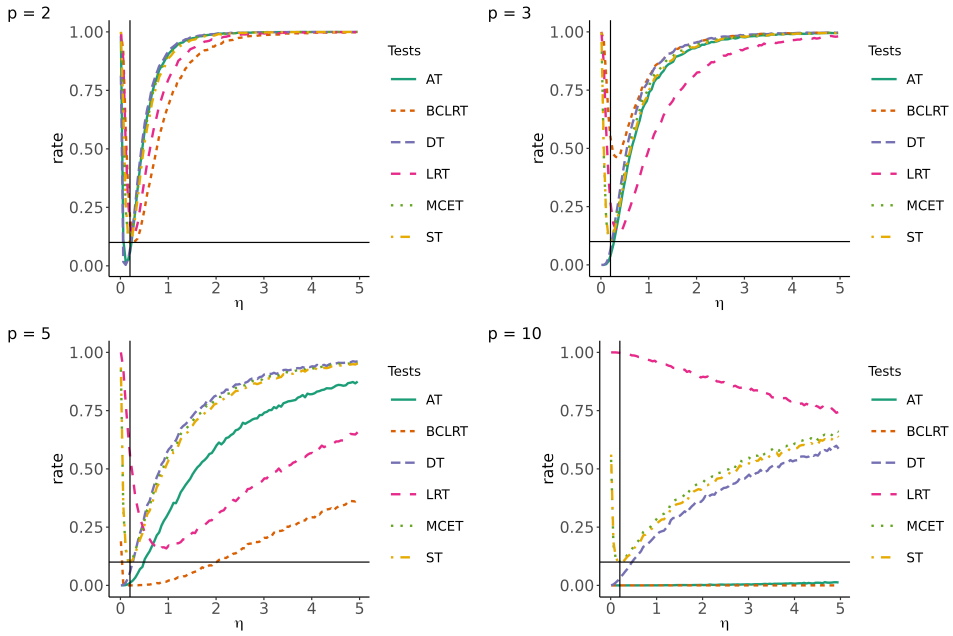 p = 2
1.00
0.75
0.50
0.25
0.00
rate
0 1 2 3 4 5
η
Tests
AT
BCLRT
DT
LRT
MCET
ST
p = 3
1.00
0.75
0.50
0.25
0.00
rate
0 1 2 3 4 5
η
Tests
AT
BCLRT
DT
LRT
MCET
ST
p = 5
1.00
0.75
0.50
0.25
0.00
rate
0 1 2 3 4 5
η
Tests
AT
BCLRT
DT
LRT
MCET
ST
p = 10
1.00
0.75
0.50
0.25
0.00
rate
0 1 2 3 4 5
η
Tests
AT
BCLRT
DT
LRT
MCET
ST